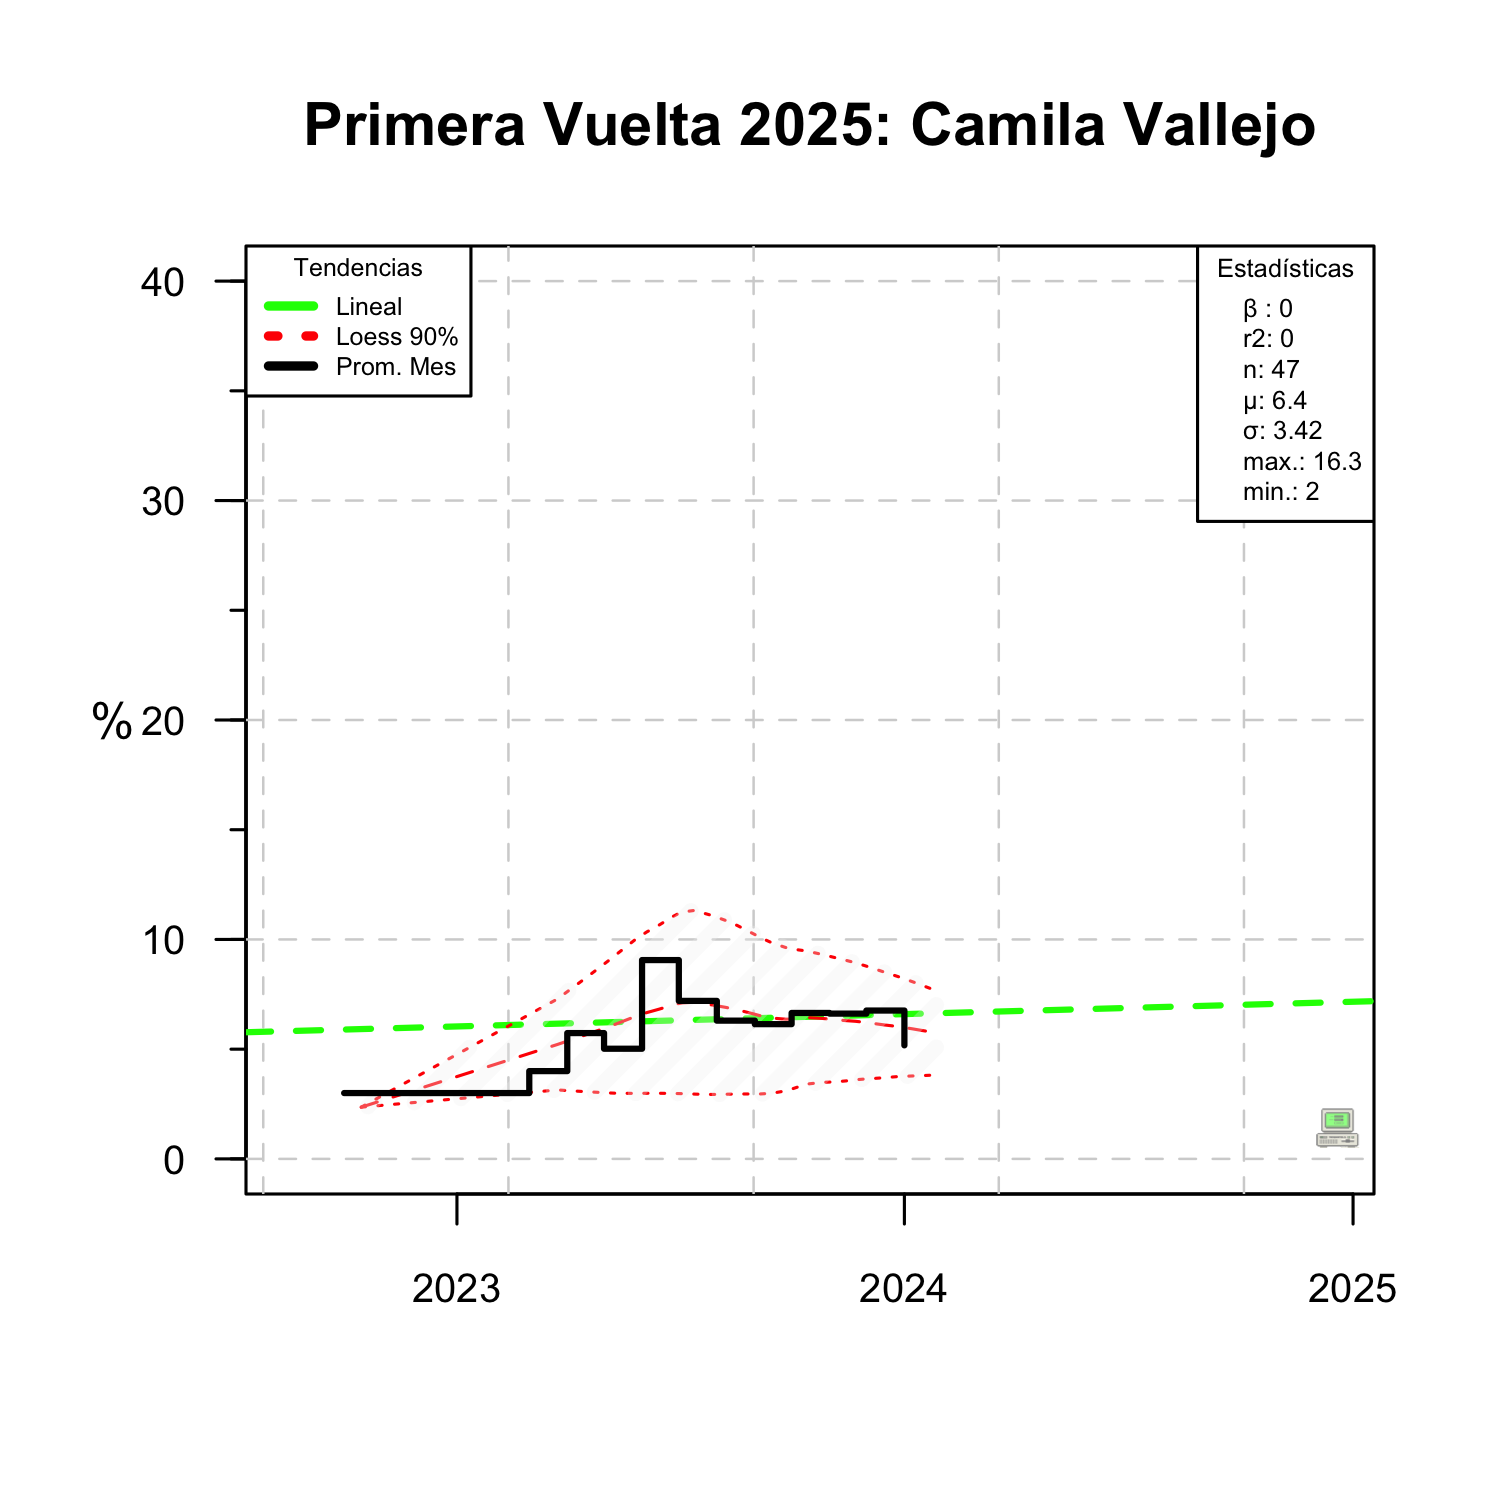 Primera Vuelta 2025: Camila Vallejo
Tendencias
Lineal
Loess 90%
Prom. Mes
Estadísticas
β : 0
r2: 0
n: 47
μ: 6.4
σ: 3.42
max.: 16.3
min.: 2
40
30
% 20
10
0
2023
2024
2025